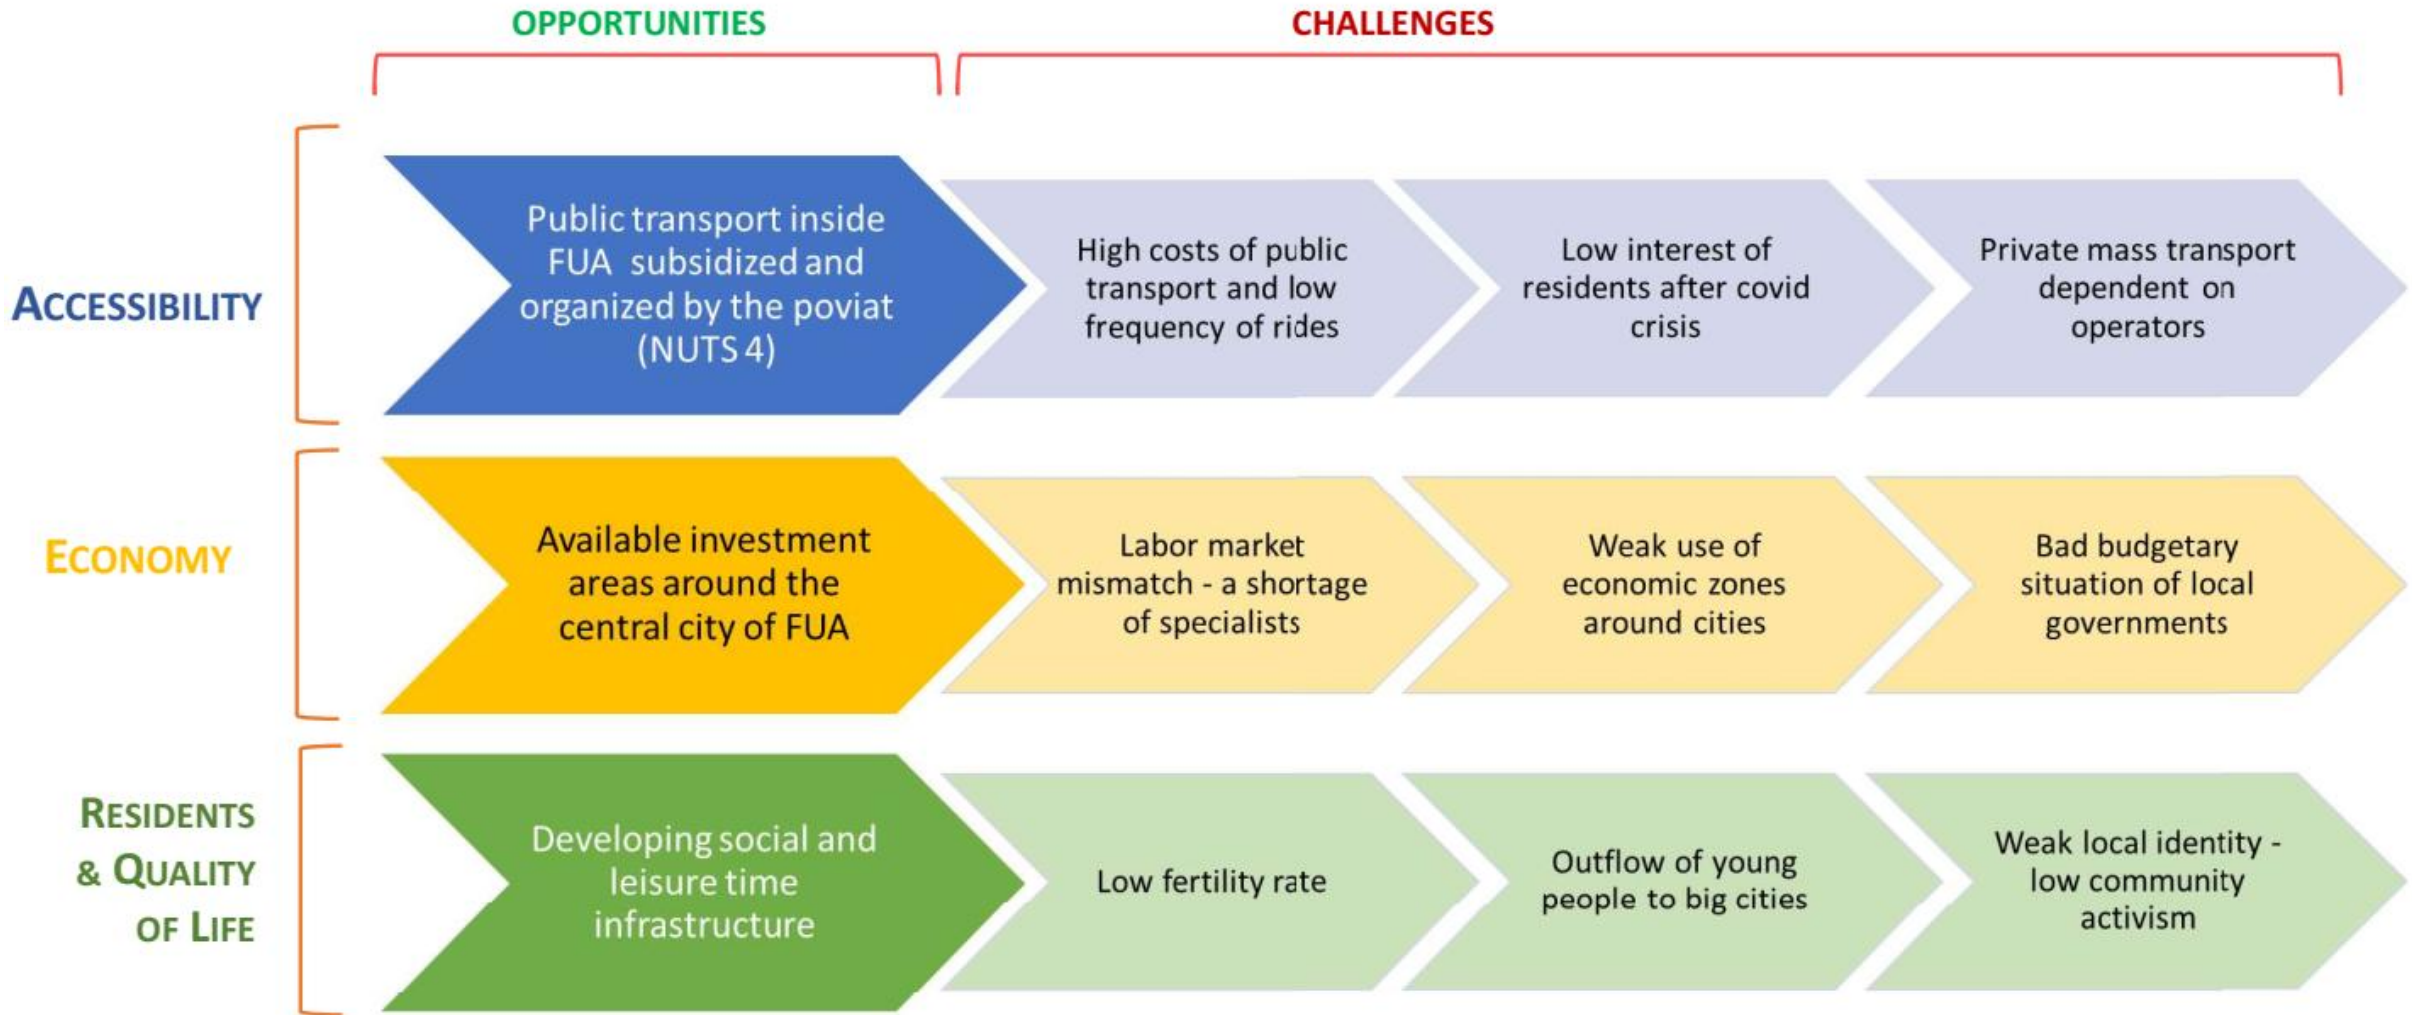 OPPORTUNITIES
CHALLENGES
ACCESSIBILITY
Public transport inside
FUA subsidized and
organized by the poviat
(NUTS 4)
High costs of public
transport and low
frequency of rides
Low interest of
residents after covid
crisis
Private mass transport
dependent on
operators
ECONOMY
Available investment
areas around the
central city of FUA
Labor market
mismatch - a shortage
of specialists
Weak use of
economic zones
around cities
Bad budgetary
situation of local
governments
RESIDENTS
& QUALITY
OF LIFE
Developing social and
leisure time
infrastructure
Low fertility rate
Outflow of young
people to big cities
Weak local identity -
low community
activism